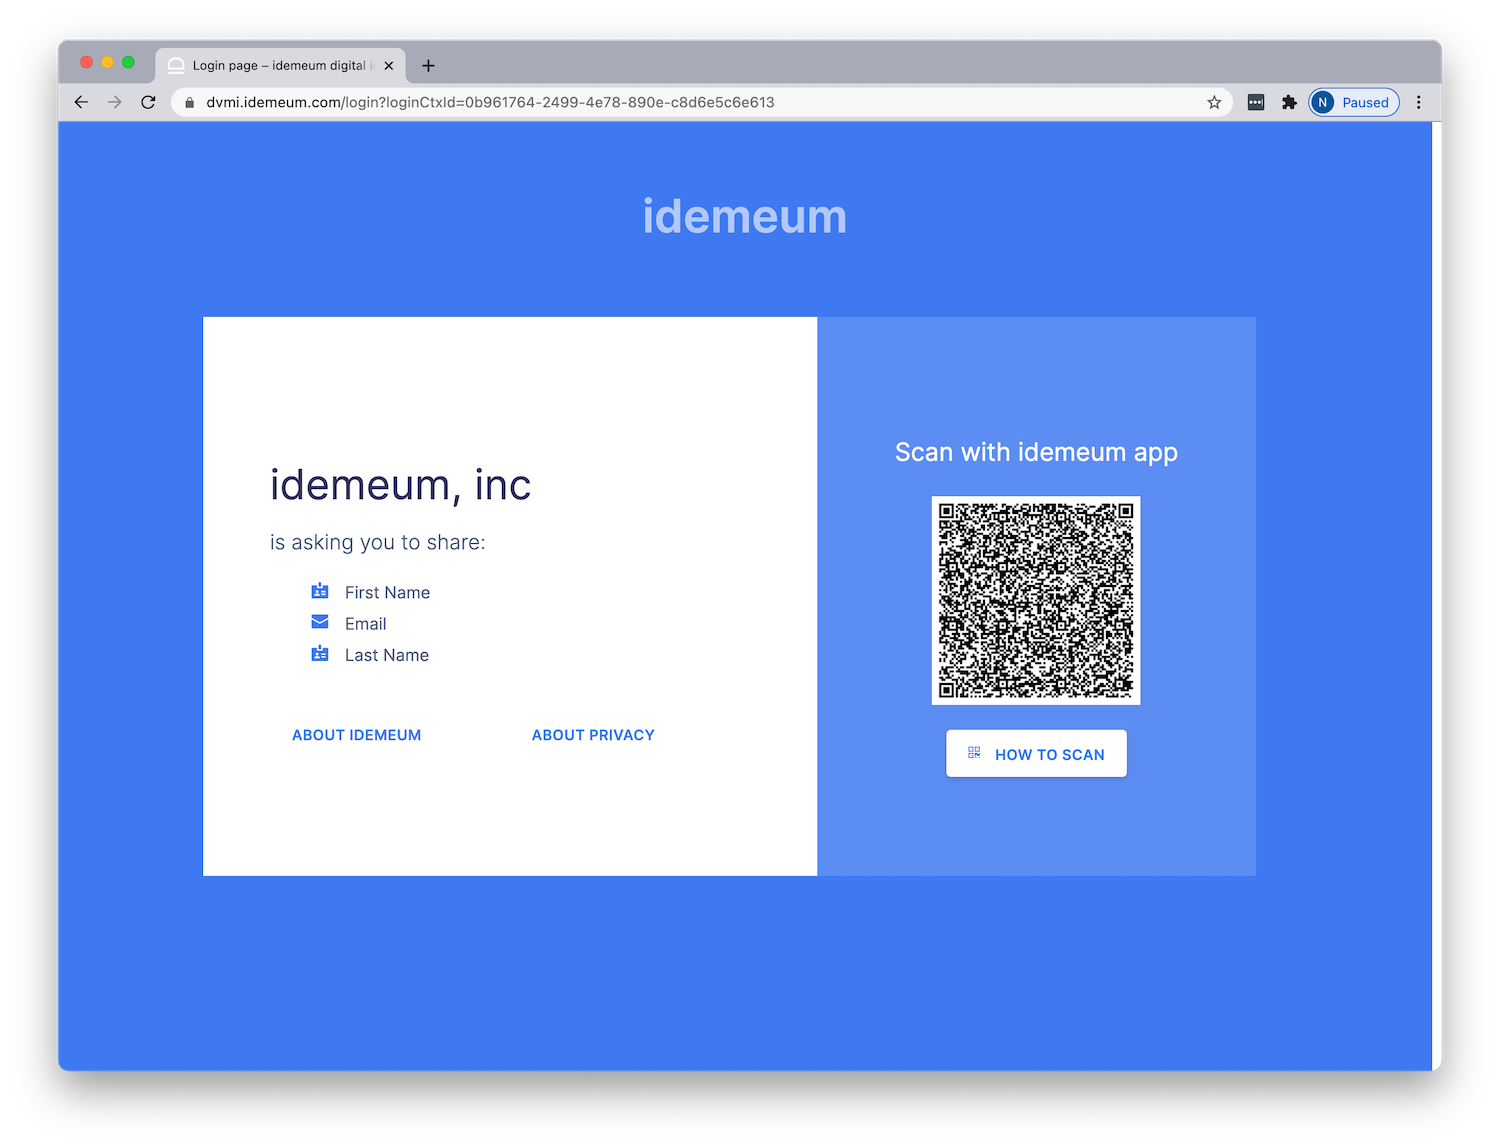 Login page – idemeum digital i
dvmi.idemeum.com/login?loginCtxId=0b961764-2499-4e78-890e-c8d6e5c6e613
N Paused
idemeum
idemeum, inc
is asking you to share:
First Name
Email
Last Name
ABOUT IDEMEUM ABOUT PRIVACY
Scan with idemeum app
HOW TO SCAN